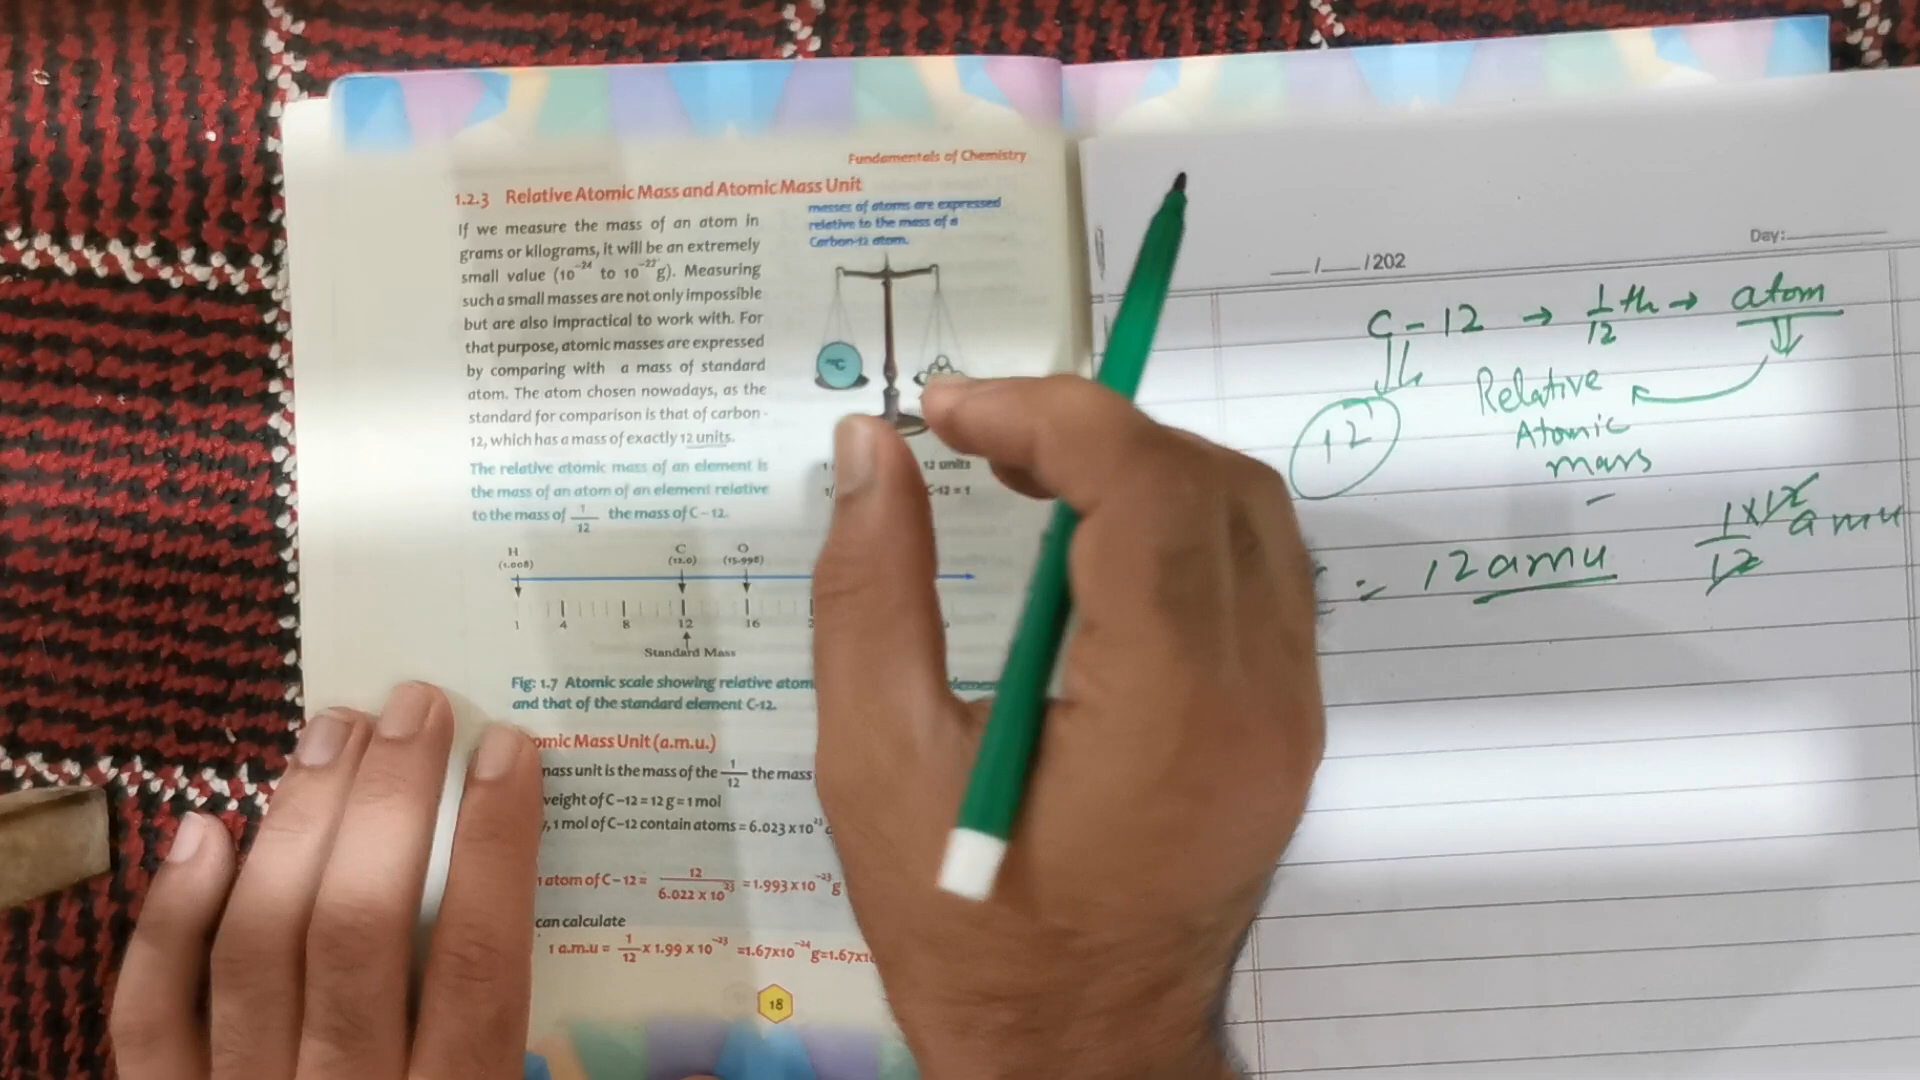 Fundamentals of Chemistry
1.2.3 Relative Atomic Mass and Atomic Mass Unit
If we measure the mass of an atom in
grams or kilograms, it will be an extremely
small value (10⁻²⁴ to 10⁻²² g). Measuring
such a small masses are not only impossible
but are also impractical to work with. For
that purpose, atomic masses are expressed
by comparing with a mass of standard
atom. The atom chosen nowadays, as the
standard for comparison is that of carbon -
12, which has a mass of exactly 12 units.
The relative atomic mass of an element is
the mass of an atom of an element relative
to the mass of 1/12 the mass of C-12.
masses of atoms are expressed
relative to the mass of a
Carbon-12 atom.
12 units
C-12 = 1
H C O
(1.008) (12.0) (15.998)
1 4 8 12 16
Standard Mass
Fig: 1.7 Atomic scale showing relative
and that of the standard element C-12.
Mass Unit (a.m.u.)
mass unit is the mass of the 1/12 the mass
of C-12 = 12 g = 1 mol
1 mol of C-12 contain atoms = 6.023 x 10²³
1 atom of C-12 = 12/6.022 x 10²³ = 1.993 x 10⁻²³ g
can calculate
1 a.m.u = 1/12 x 1.99 x 10⁻²³ = 1.67x10⁻²⁴ g=1.67x
18
Day:
__/__/202
C-12 → 1/12 th → atom
12
Relative
Atomic
mass
= 12 amu
1x12/12 amu